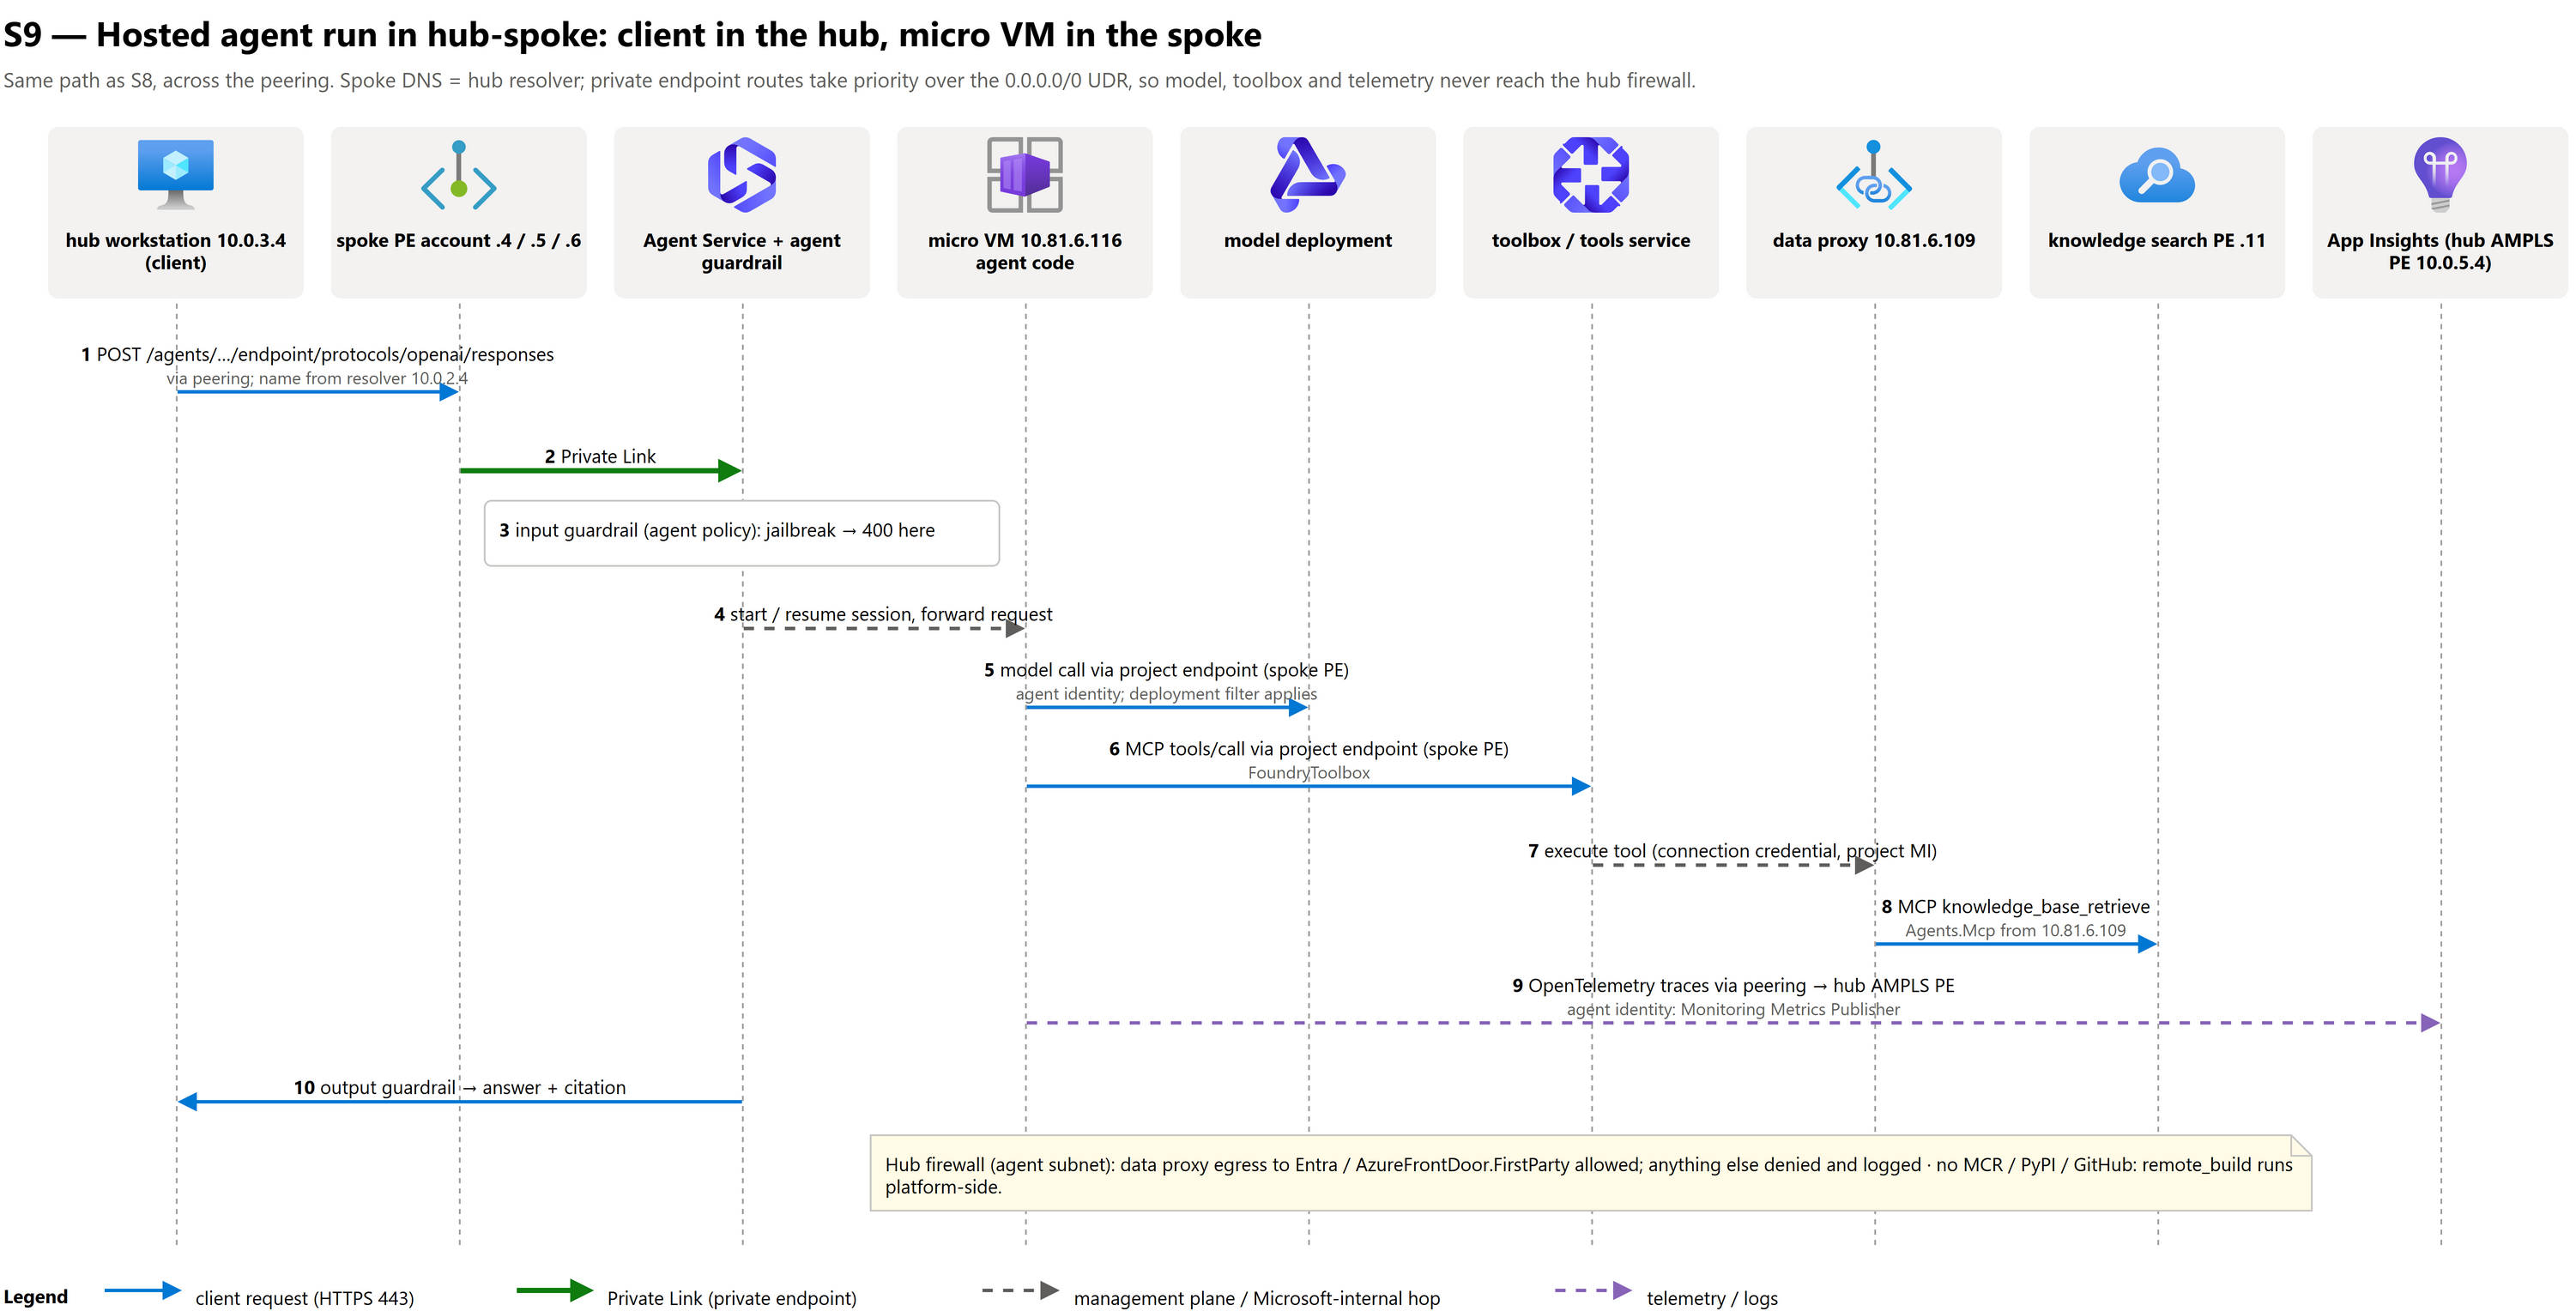 S9 — Hosted agent run in hub-spoke: client in the hub, micro VM in the spoke
Same path as S8, across the peering. Spoke DNS = hub resolver; private endpoint routes take priority over the 0.0.0.0/0 UDR, so model, toolbox and telemetry never reach the hub firewall.
hub workstation 10.0.3.4
(client)
spoke PE account .4 / .5 / .6
Agent Service + agent
guardrail
micro VM 10.81.6.116
agent code
model deployment
toolbox / tools service
data proxy 10.81.6.109
knowledge search PE .11
App Insights (hub AMPLS
PE 10.0.5.4)
1 POST /agents/.../endpoint/protocols/openai/responses
via peering; name from resolver 10.0.2.4
2 Private Link
3 input guardrail (agent policy): jailbreak → 400 here
4 start / resume session, forward request
5 model call via project endpoint (spoke PE)
agent identity; deployment filter applies
6 MCP tools/call via project endpoint (spoke PE)
FoundryToolbox
7 execute tool (connection credential, project MI)
8 MCP knowledge_base_retrieve
Agents.Mcp from 10.81.6.109
9 OpenTelemetry traces via peering → hub AMPLS PE
agent identity: Monitoring Metrics Publisher
10 output guardrail → answer + citation
Hub firewall (agent subnet): data proxy egress to Entra / AzureFrontDoor.FirstParty allowed; anything else denied and logged · no MCR / PyPI / GitHub: remote_build runs
platform-side.
Legend
client request (HTTPS 443)
Private Link (private endpoint)
management plane / Microsoft-internal hop
telemetry / logs